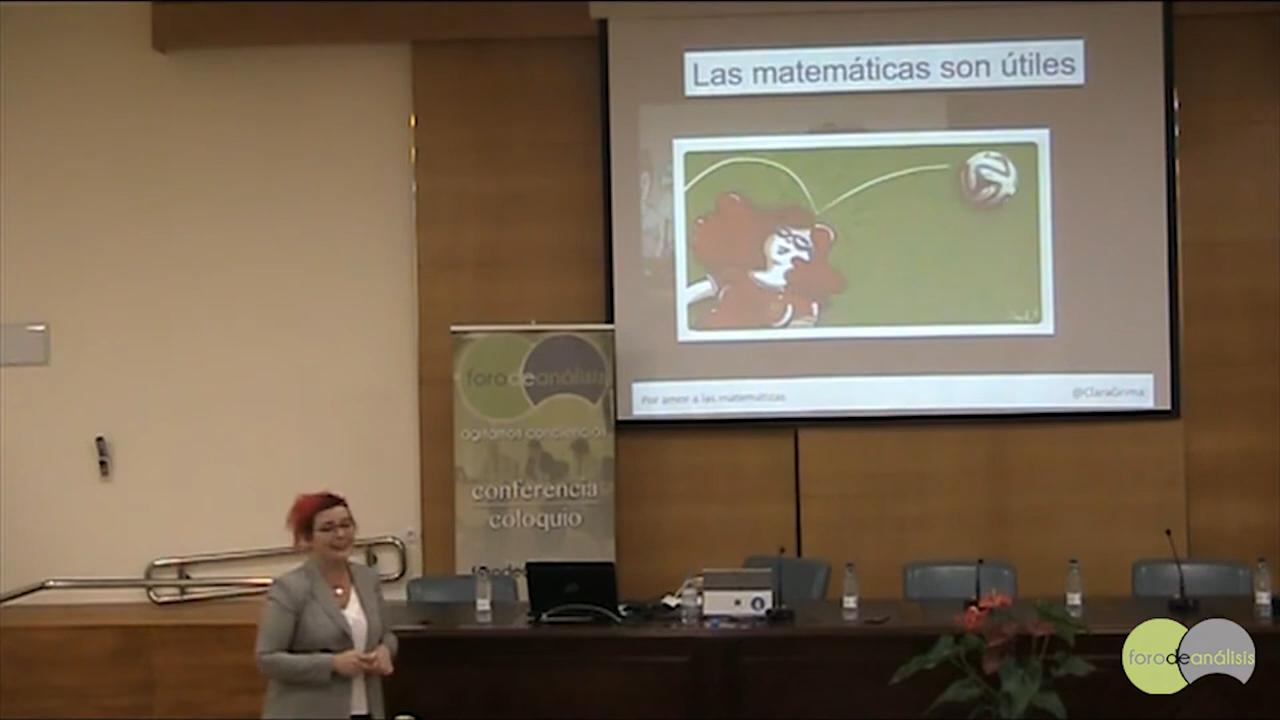 Las matemáticas son útiles
Por amor a las matemáticas
@ClaraGrima
forodeanálisis
agitamos conciencias
conferencia
coloquio
forodeanálisis